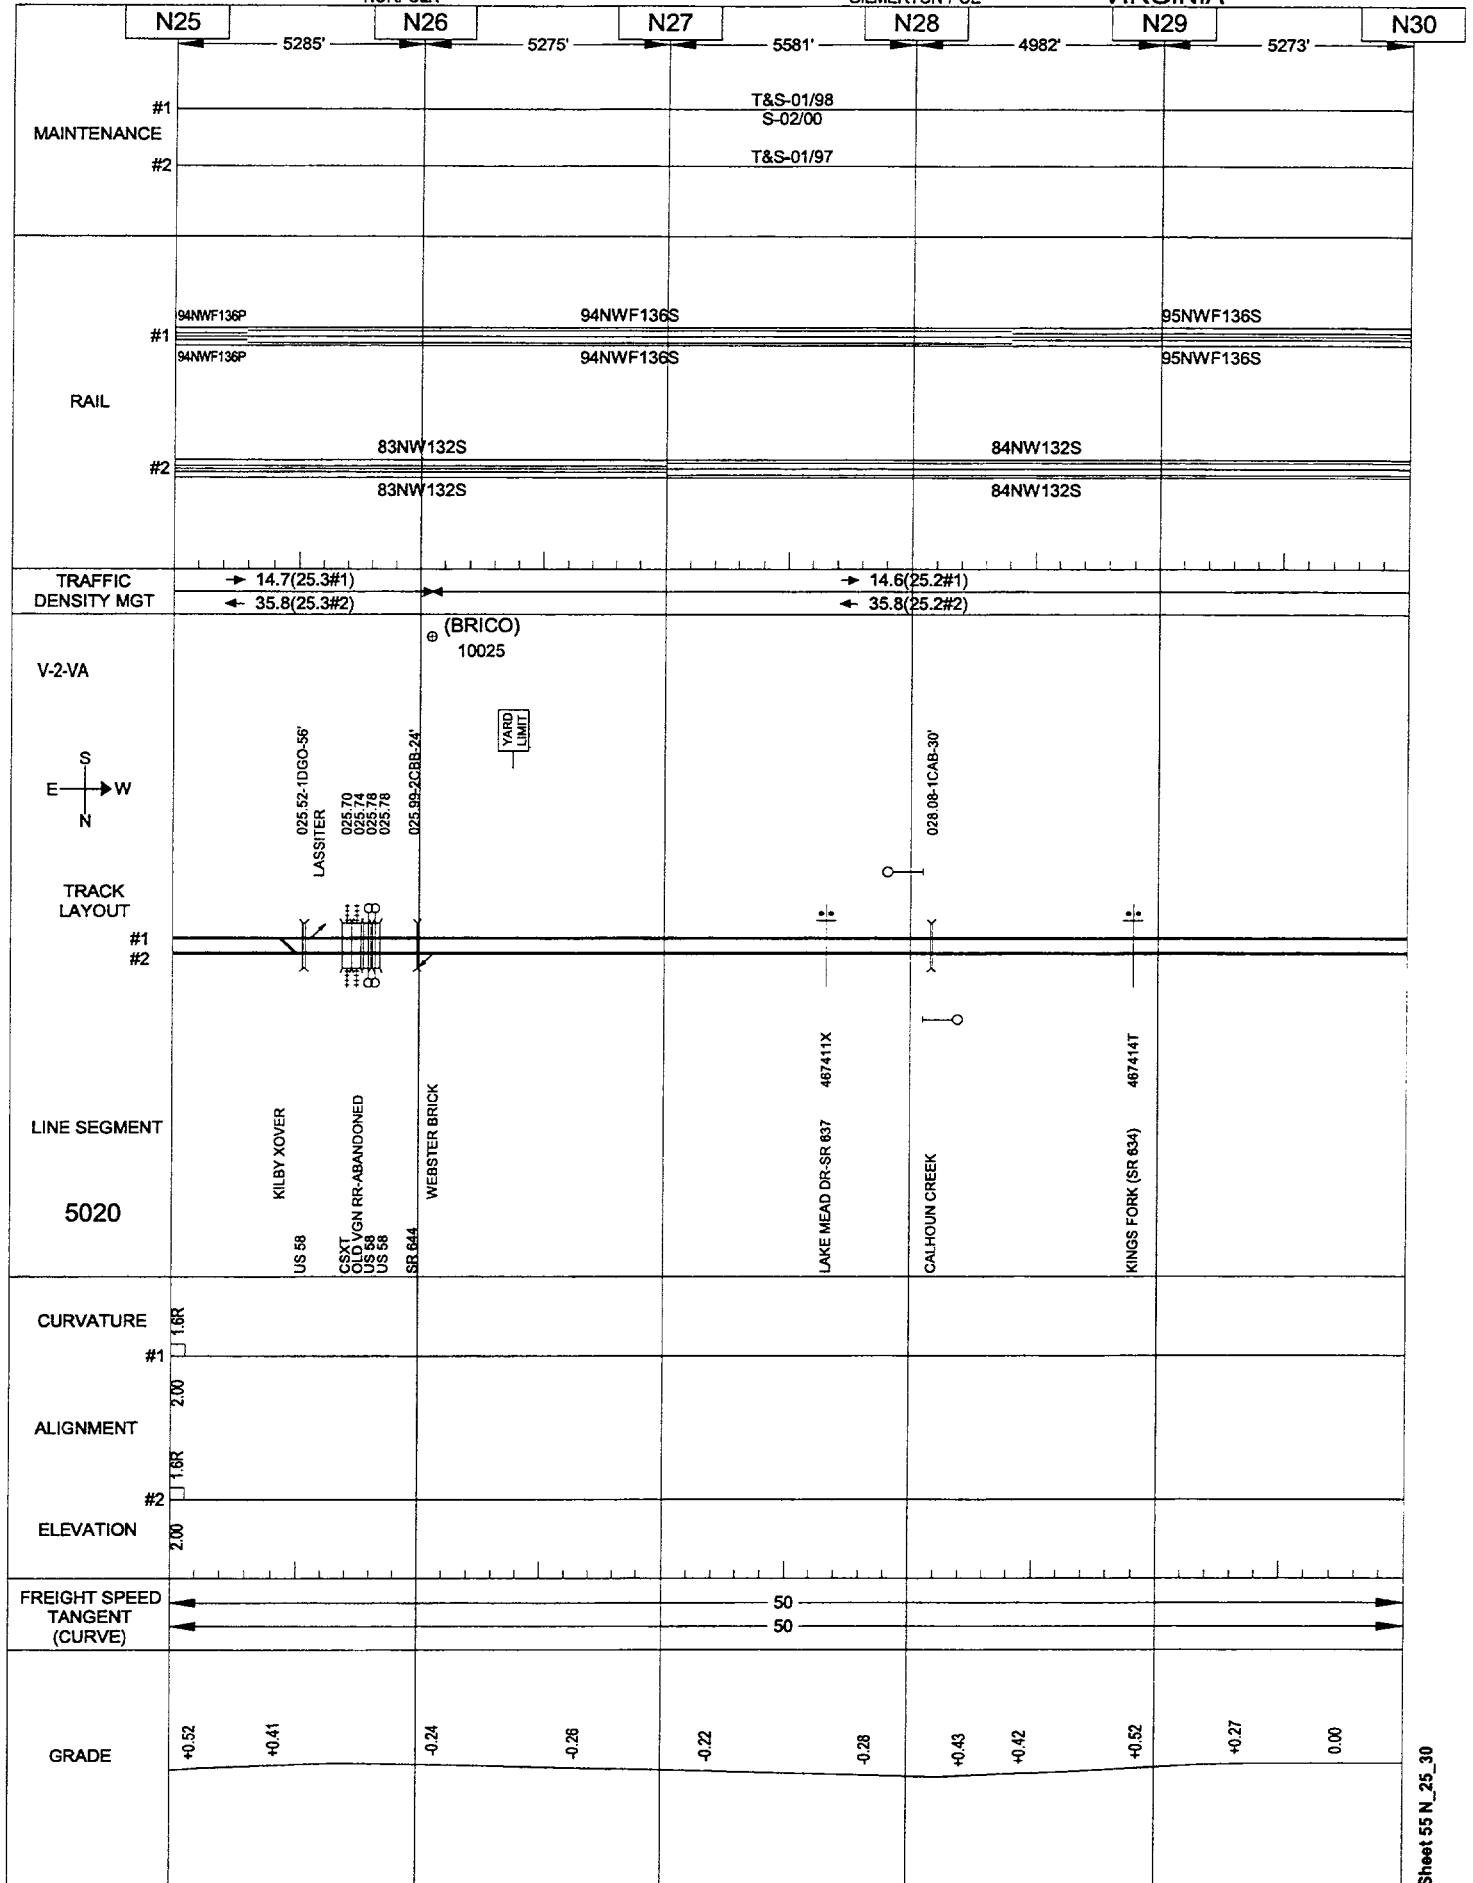 VIRGINIA
N25 N26 N27 N28 N29 N30
5285' 5275' 5581' 4982' 5273'
MAINTENANCE
#1
T&S-01/98
S-02/00
#2
T&S-01/97
RAIL
#1
94NWF136P 94NWF136S 95NWF136S
94NWF136P 94NWF136S 95NWF136S
#2
83NW132S 84NW132S
83NW132S 84NW132S
TRAFFIC
DENSITY MGT
14.7(25.3#1) 14.6(25.2#1)
35.8(25.3#2) 35.8(25.2#2)
(BRICO)
10025
V-2-VA
S
E W
N
YARD
LIMIT
025.52-1DGO-56'
LASSITER
025.70
025.74
025.78
025.78
025.99-2CBB-24'
028.08-1CAB-30'
TRACK
LAYOUT
#1
#2
LINE SEGMENT
5020
KILBY XOVER
US 58
CSXT
OLD VGN RR-ABANDONED
US 58
US 58
SR 644
WEBSTER BRICK
LAKE MEAD DR-SR 637 467411X
CALHOUN CREEK
KINGS FORK (SR 634) 467414T
CURVATURE
1.6R
#1
2.00
ALIGNMENT
1.6R
#2
ELEVATION
2.00
FREIGHT SPEED
TANGENT
(CURVE)
50
50
GRADE
+0.52 +0.41 -0.24 -0.26 -0.22 -0.28 +0.43 +0.42 +0.52 +0.27 0.00
Sheet 55 N_25_30